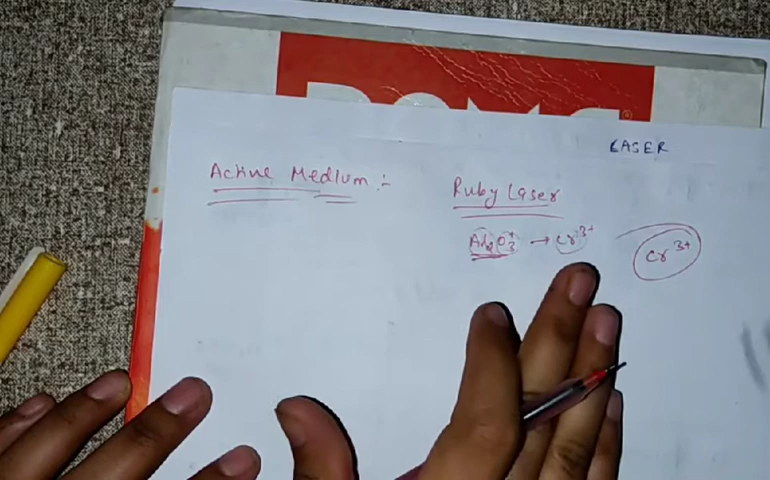 LASER
Active Medium :-
Ruby Laser
Al2O3 → Cr3+
Cr3+